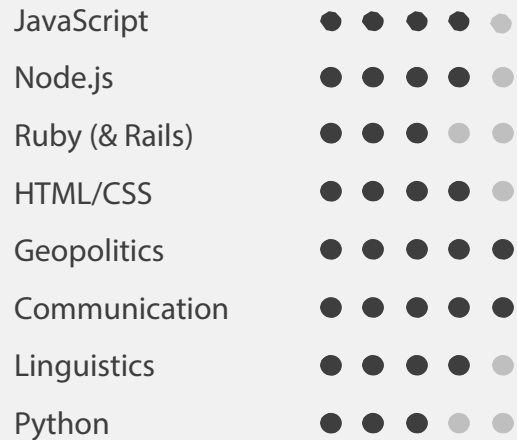 JavaScript
Node.js
Ruby (& Rails)
HTML/CSS
Geopolitics
Communication
Linguistics
Python